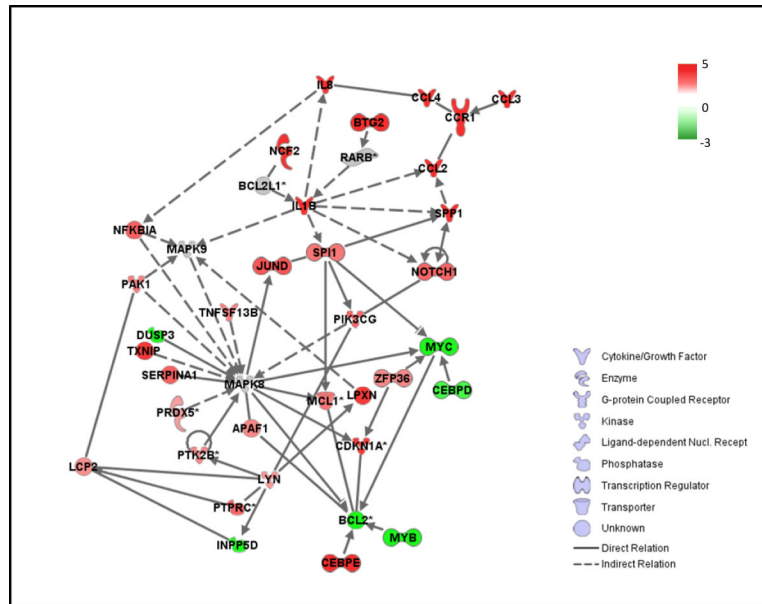 5
0
-3
IL8
CCL4
CCL3
CCR1
BTG2
NCF2
RARB*
CCL2
BCL2L1*
IL1B
SPP1
NFKBIA
MAPK9
SPI1
JUND
NOTCH1
PAK1
TNFSF13B
PIK3CG
DUSP3
TXNIP
MYC
SERPINA1
MAPK8
ZFP36
CEBPD
PRDX5*
MCL1*
LPXN
APAF1
CDKN1A*
PTK2B*
LCP2
LYN
PTPRC*
BCL2*
INPP5D
MYB
CEBPE
Cytokine/Growth Factor
Enzyme
G-protein Coupled Receptor
Kinase
Ligand-dependent Nucl. Recept
Phosphatase
Transcription Regulator
Transporter
Unknown
Direct Relation
Indirect Relation